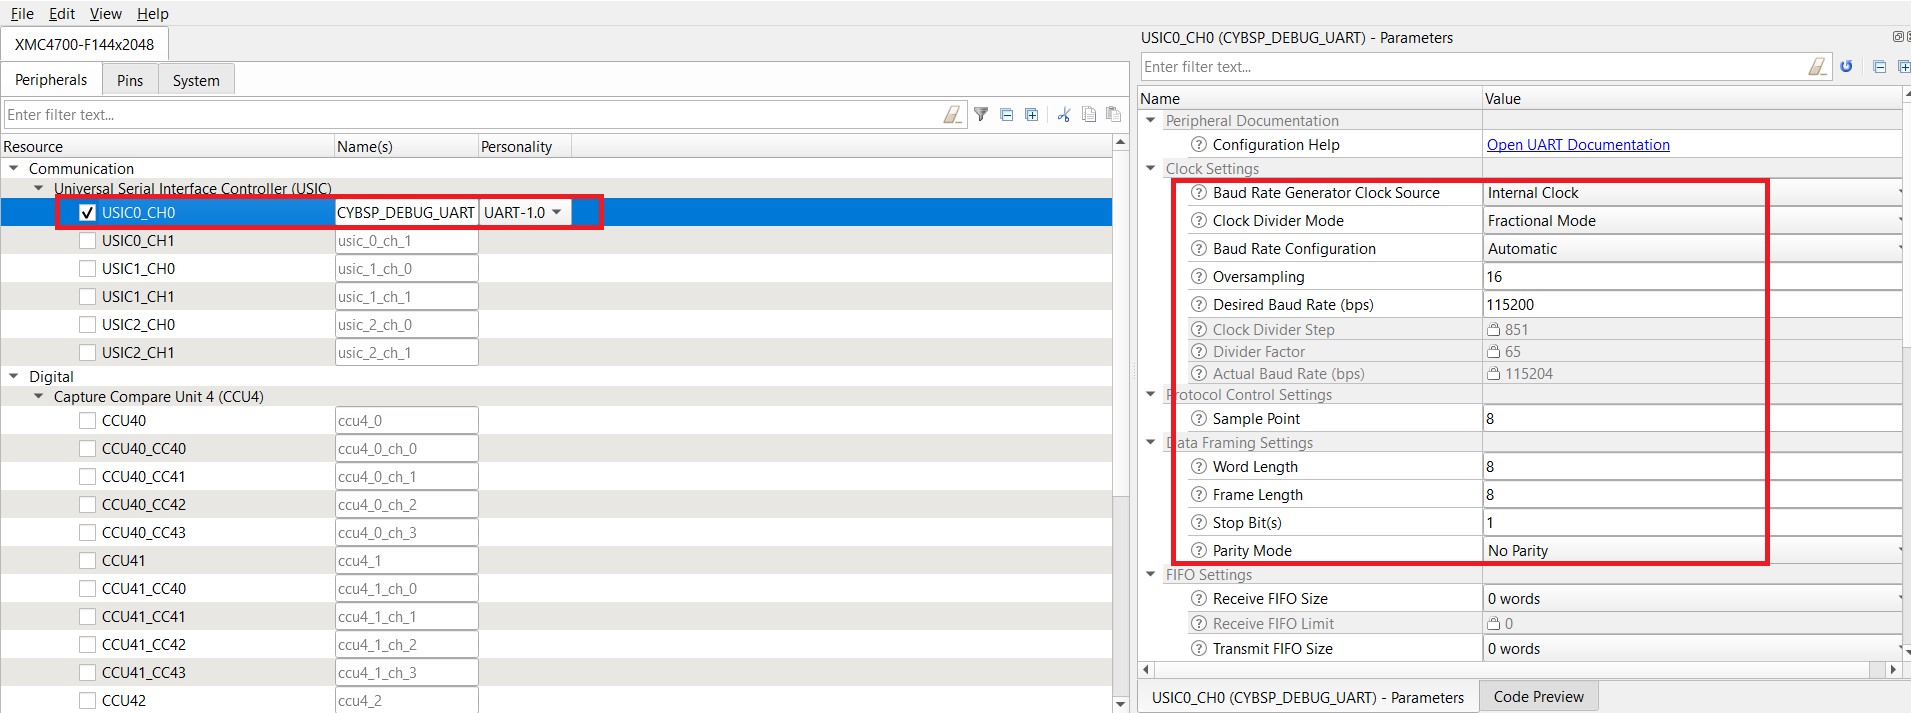 File Edit View Help
XMC4700-F144x2048
Peripherals Pins System
Enter filter text...
Resource Name(s) Personality
Communication
Universal Serial Interface Controller (USIC)
USIC0_CH0 CYBSP_DEBUG_UART UART-1.0
USIC0_CH1 usic_0_ch_1
USIC1_CH0 usic_1_ch_0
USIC1_CH1 usic_1_ch_1
USIC2_CH0 usic_2_ch_0
USIC2_CH1 usic_2_ch_1
Digital
Capture Compare Unit 4 (CCU4)
CCU40 ccu4_0
CCU40_CC40 ccu4_0_ch_0
CCU40_CC41 ccu4_0_ch_1
CCU40_CC42 ccu4_0_ch_2
CCU40_CC43 ccu4_0_ch_3
CCU41 ccu4_1
CCU41_CC40 ccu4_1_ch_0
CCU41_CC41 ccu4_1_ch_1
CCU41_CC42 ccu4_1_ch_2
CCU41_CC43 ccu4_1_ch_3
CCU42 ccu4_2
USIC0_CH0 (CYBSP_DEBUG_UART) - Parameters
Enter filter text...
Name Value
Peripheral Documentation
Configuration Help Open UART Documentation
Clock Settings
Baud Rate Generator Clock Source Internal Clock
Clock Divider Mode Fractional Mode
Baud Rate Configuration Automatic
Oversampling 16
Desired Baud Rate (bps) 115200
Clock Divider Step 851
Divider Factor 65
Actual Baud Rate (bps) 115204
Protocol Control Settings
Sample Point 8
Data Framing Settings
Word Length 8
Frame Length 8
Stop Bit(s) 1
Parity Mode No Parity
FIFO Settings
Receive FIFO Size 0 words
Receive FIFO Limit 0
Transmit FIFO Size 0 words
USIC0_CH0 (CYBSP_DEBUG_UART) - Parameters Code Preview